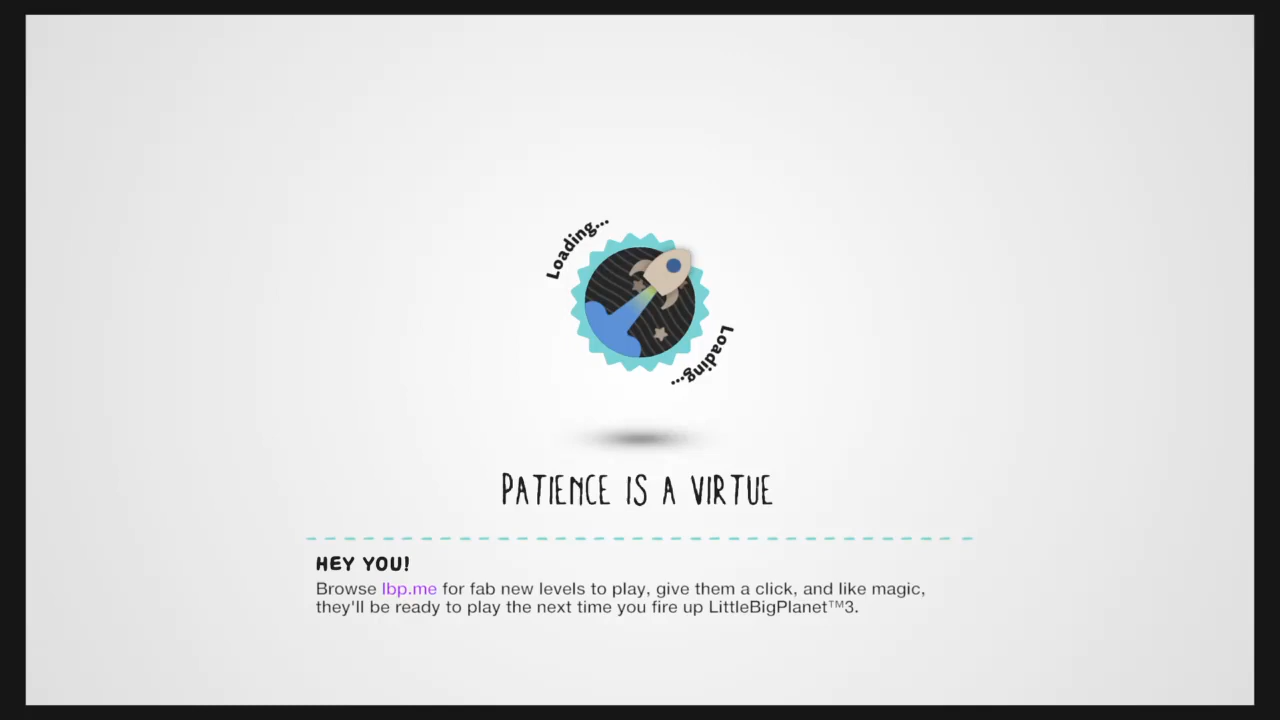 Loading...
Loading...
PATIENCE IS A VIRTUE
HEY YOU!
Browse lbp.me for fab new levels to play, give them a click, and like magic,
they'll be ready to play the next time you fire up LittleBigPlanet™3.